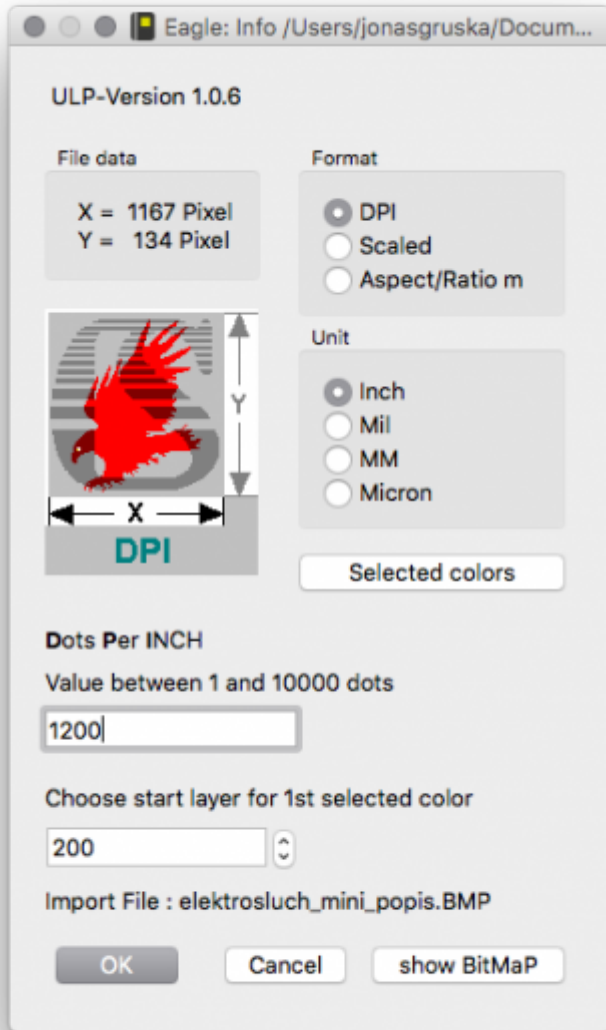 Eagle: Info /Users/jonasgruska/Docum...
ULP-Version 1.0.6
File data
X = 1167 Pixel
Y = 134 Pixel
Format
DPI
Scaled
Aspect/Ratio m
Y
X
DPI
Unit
Inch
Mil
MM
Micron
Selected colors
Dots Per INCH
Value between 1 and 10000 dots
1200
Choose start layer for 1st selected color
200
Import File : elektrosluch_mini_popis.BMP
OK Cancel show BitMaP